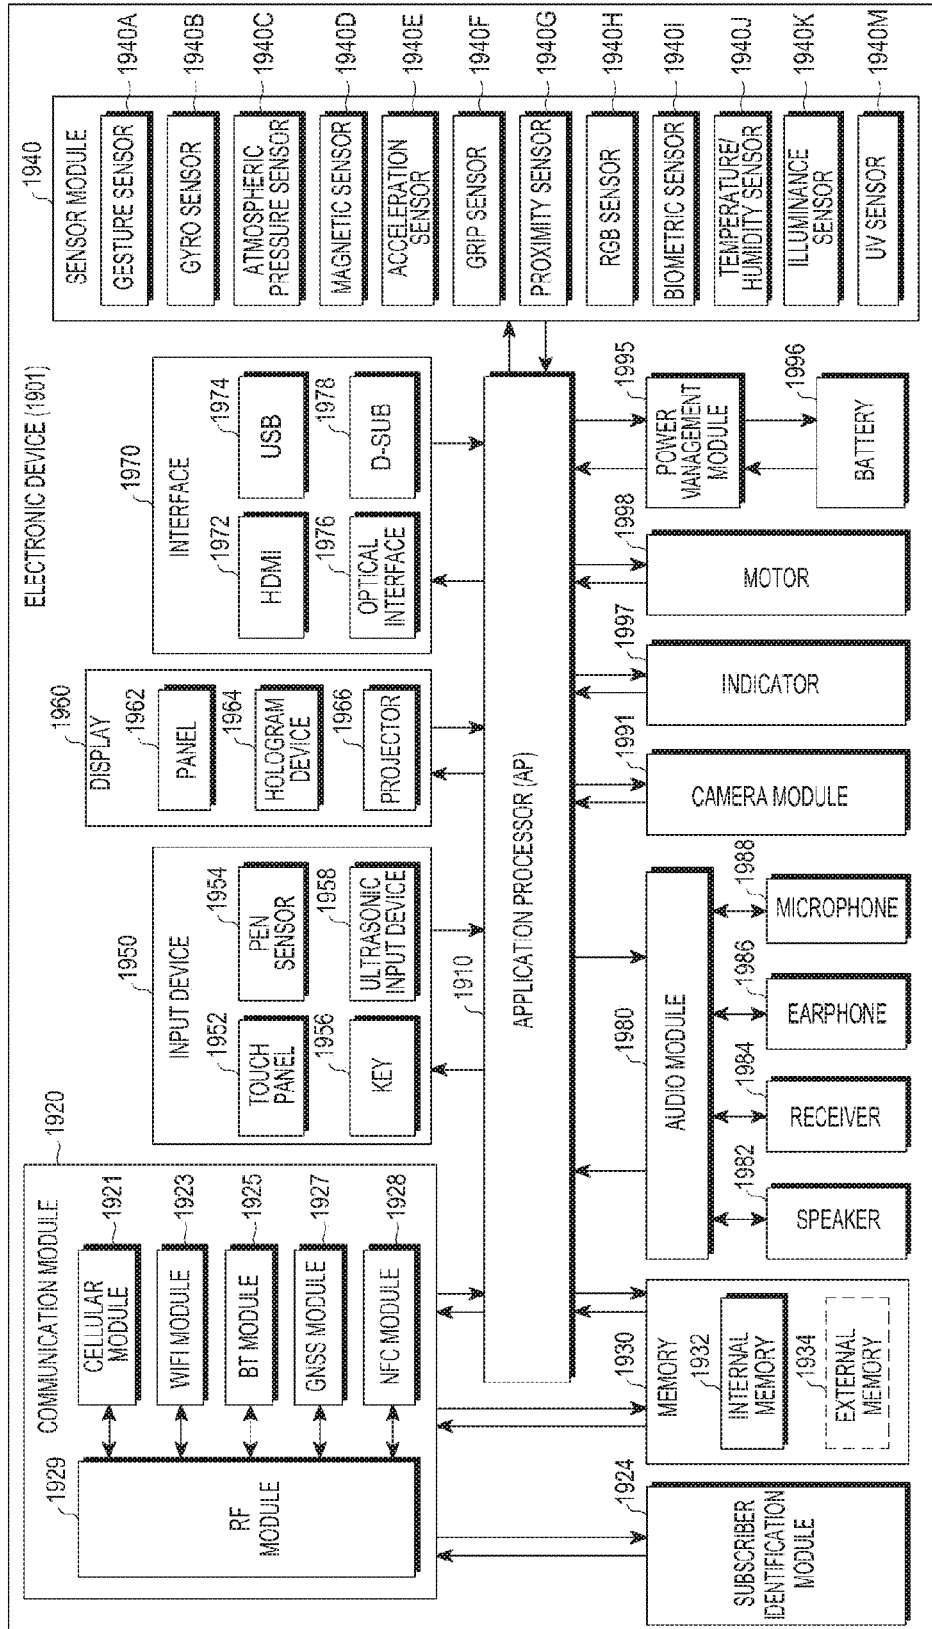 ELECTRONIC DEVICE (1901)
1920
COMMUNICATION MODULE
1929
RF
MODULE
CELLULAR
MODULE
1921
WIFI MODULE
1923
BT MODULE
1925
GNSS MODULE
1927
NFC MODULE
1928
1950
INPUT DEVICE
1952
TOUCH
PANEL
1954
PEN
SENSOR
1956
KEY
1958
ULTRASONIC
INPUT DEVICE
1960
DISPLAY
1962
PANEL
1964
HOLOGRAM
DEVICE
1966
PROJECTOR
1970
INTERFACE
1972
HDMI
1974
USB
1976
OPTICAL
INTERFACE
1978
D-SUB
1940
SENSOR MODULE
GESTURE SENSOR
1940A
GYRO SENSOR
1940B
ATMOSPHERIC
PRESSURE SENSOR
1940C
MAGNETIC SENSOR
1940D
ACCELERATION
SENSOR
1940E
GRIP SENSOR
1940F
PROXIMITY SENSOR
1940G
RGB SENSOR
1940H
BIOMETRIC SENSOR
1940I
TEMPERATURE/
HUMIDITY SENSOR
1940J
ILLUMINANCE
SENSOR
1940K
UV SENSOR
1940M
1910
APPLICATION PROCESSOR (AP)
1924
SUBSCRIBER
IDENTIFICATION
MODULE
1930
MEMORY
1932
INTERNAL
MEMORY
1934
EXTERNAL
MEMORY
1980
AUDIO MODULE
1982
SPEAKER
1984
RECEIVER
1986
EARPHONE
1988
MICROPHONE
1991
CAMERA MODULE
1997
INDICATOR
1998
MOTOR
1995
POWER
MANAGEMENT
MODULE
1996
BATTERY